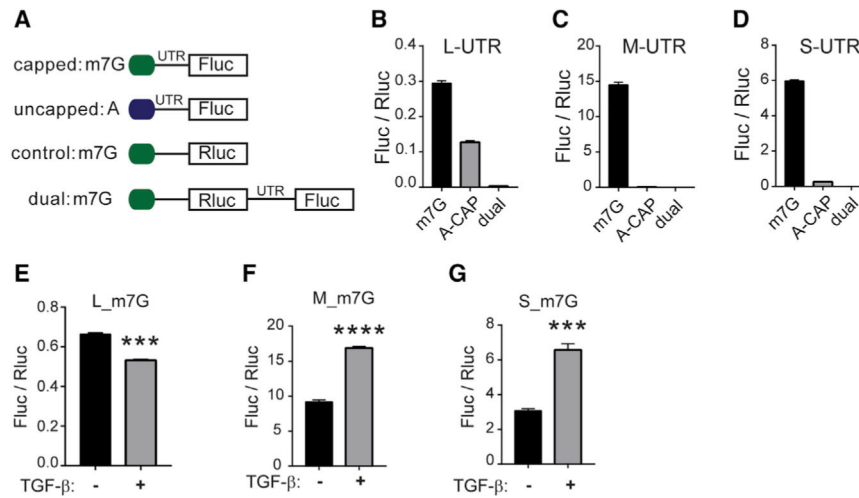 A
capped:m7G UTR Fluc
uncapped:A UTR Fluc
control:m7G Rluc
dual:m7G Rluc UTR Fluc
B
L-UTR
Fluc / Rluc
0.4
0.3
0.2
0.1
0.0
m7G A-CAP dual
C
M-UTR
Fluc / Rluc
20
15
10
5
0
m7G A-CAP dual
D
S-UTR
Fluc / Rluc
8
6
4
2
0
m7G A-CAP dual
E
L_m7G
***
Fluc / Rluc
0.8
0.6
0.4
0.2
0.0
TGF-β: - +
F
M_m7G
****
Fluc / Rluc
20
15
10
5
0
TGF-β: - +
G
S_m7G
***
Fluc / Rluc
8
6
4
2
0
TGF-β: - +